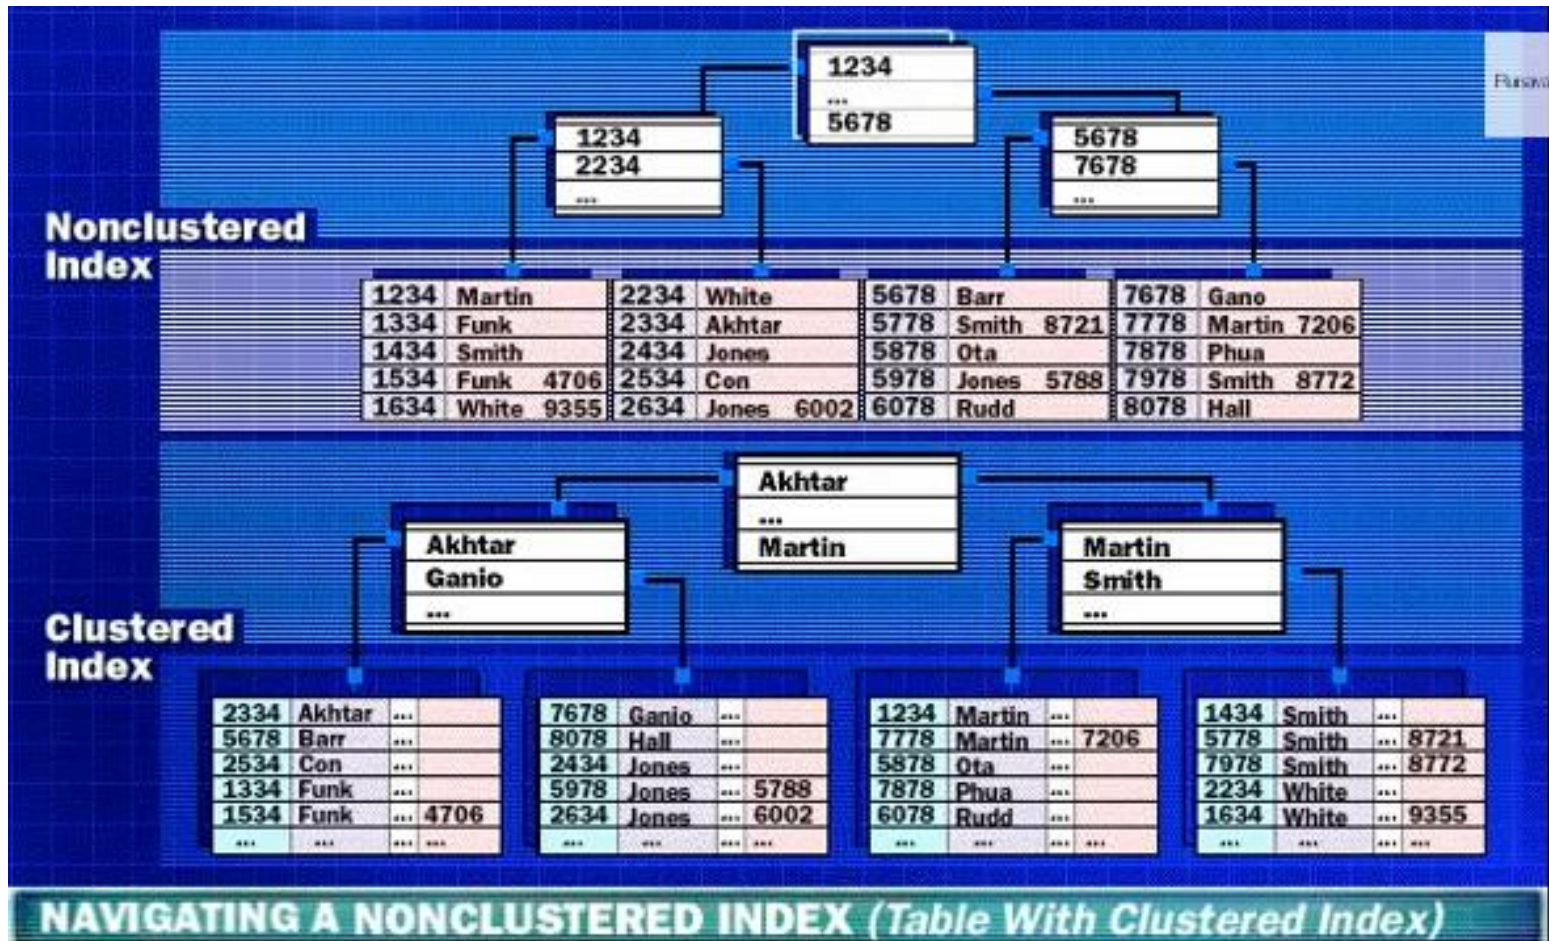 1234
...
5678
1234
2234
...
5678
7678
...
Nonclustered
Index
1234 Martin
1334 Funk
1434 Smith
1534 Funk 4706
1634 White 9355
2234 White
2334 Akhtar
2434 Jones
2534 Con
2634 Jones 6002
5678 Barr
5778 Smith 8721
5878 Ota
5978 Jones 5788
6078 Rudd
7678 Gano
7778 Martin 7206
7878 Phua
7978 Smith 8772
8078 Hall
Akhtar
...
Martin
Akhtar
Ganio
...
Martin
Smith
...
Clustered
Index
2334 Akhtar ...
5678 Barr ...
2534 Con ...
1334 Funk ...
1534 Funk ... 4706
... ... ... ...
7678 Ganio ...
8078 Hall ...
2434 Jones ...
5978 Jones ... 5788
2634 Jones ... 6002
... ... ... ...
1234 Martin ...
7778 Martin ... 7206
5878 Ota ...
7878 Phua ...
6078 Rudd ...
... ... ... ...
1434 Smith ...
5778 Smith ... 8721
7978 Smith ... 8772
2234 White ...
1634 White ... 9355
... ... ... ...
NAVIGATING A NONCLUSTERED INDEX (Table With Clustered Index)